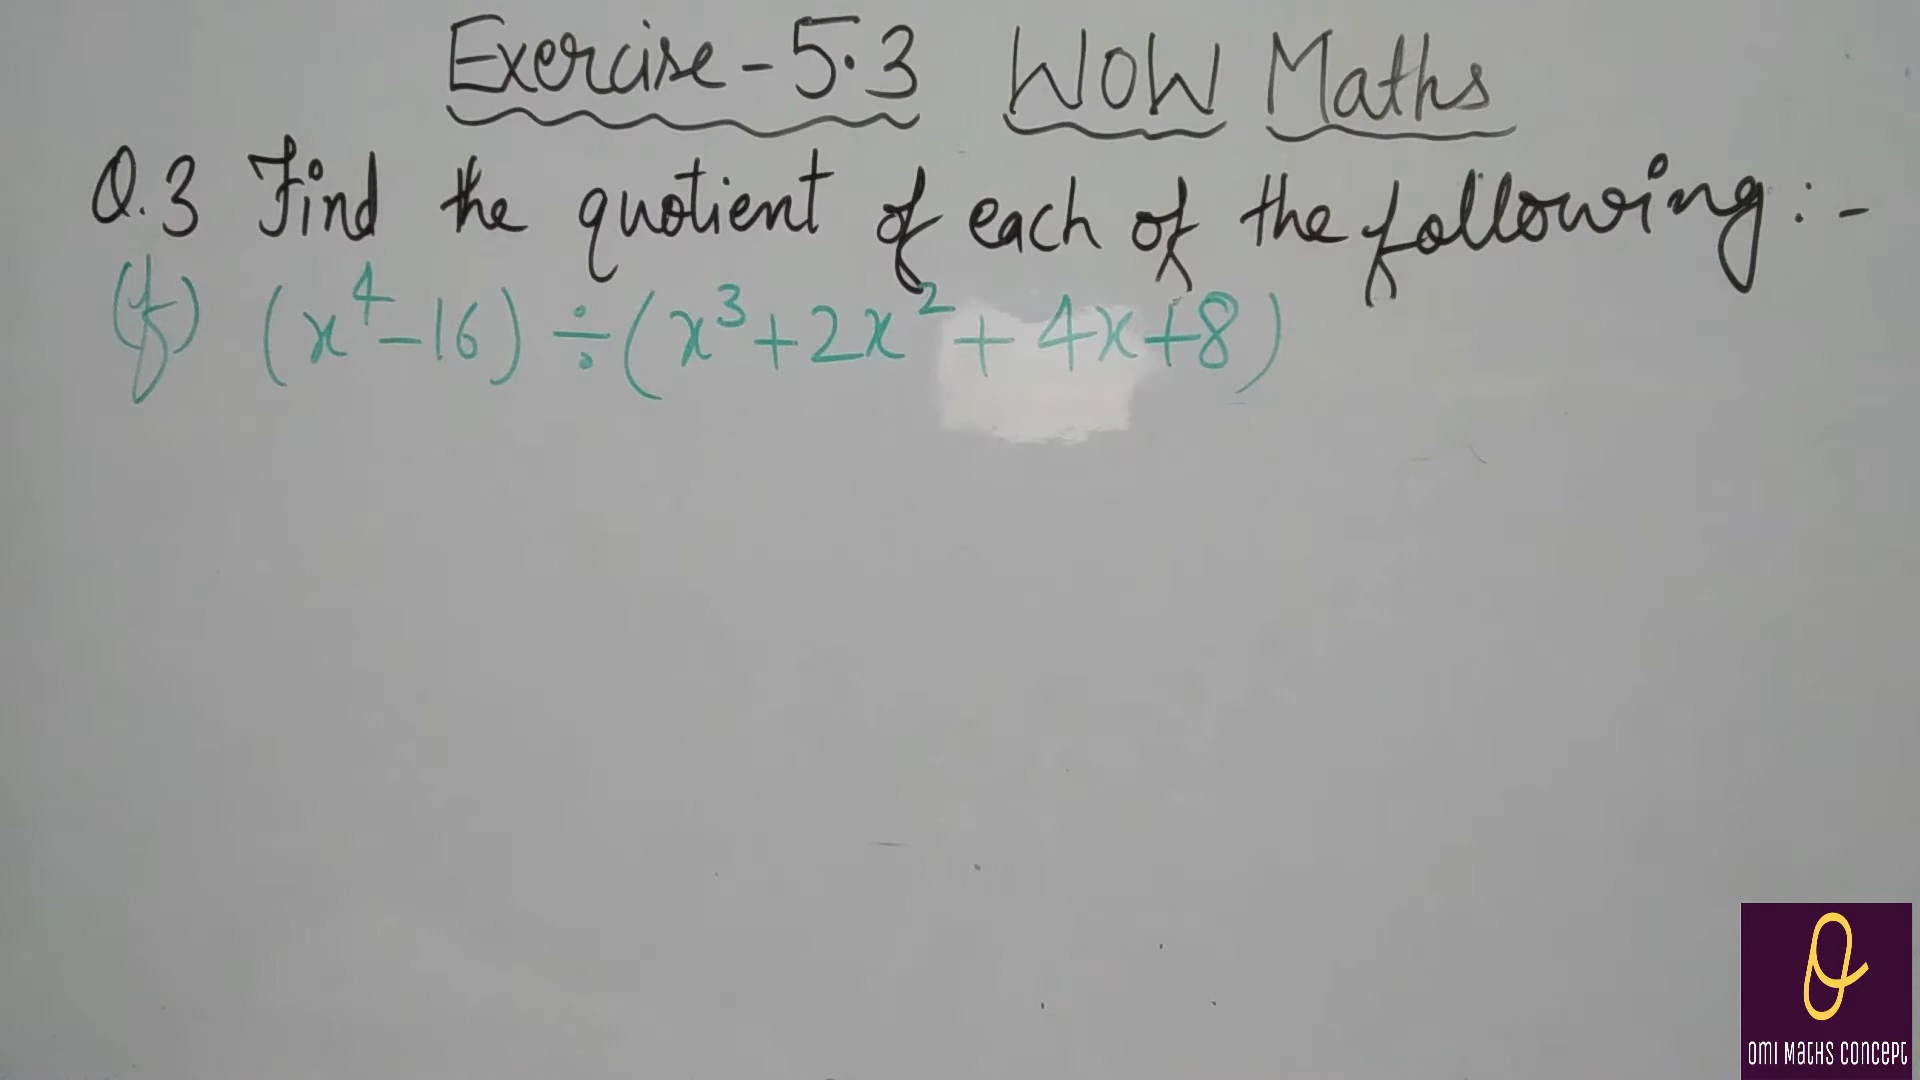 Exercise-5.3 WOW Maths
Q.3 Find the quotient of each of the following:-
(f) (x⁴-16)÷(x³+2x²+4x+8)
OMI MATHS CONCEPT